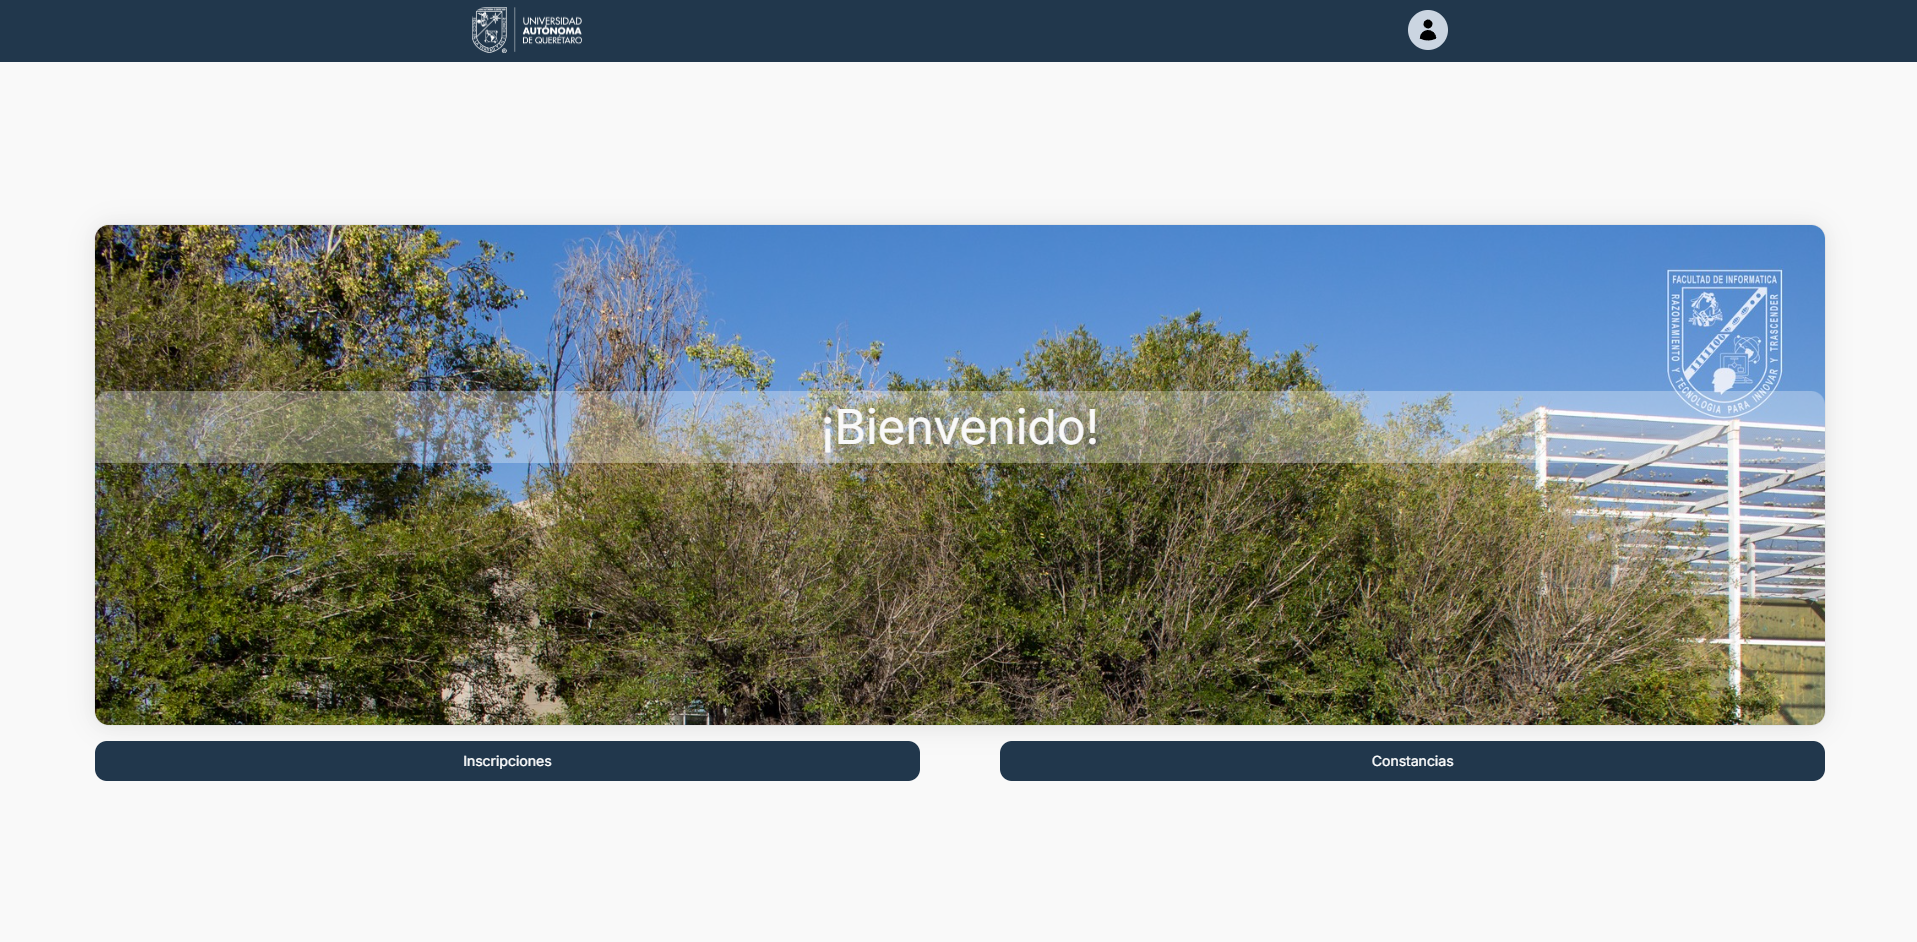 UNIVERSIDAD
AUTÓNOMA
DE QUERÉTARO
FACULTAD DE INFORMATICA
RAZONAMIENTO Y TECNOLOGIA PARA INNOVAR Y TRASCENDER
¡Bienvenido!
Inscripciones
Constancias